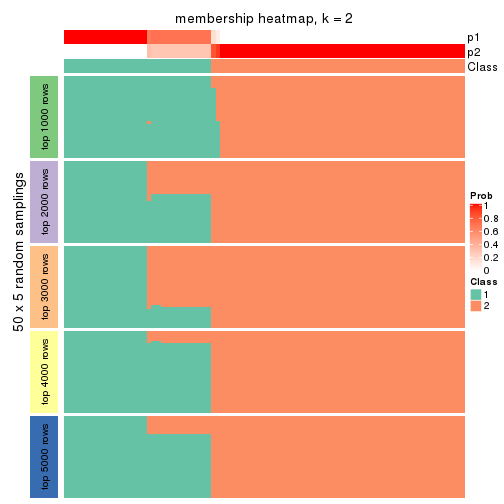 membership heatmap, k = 2
p1
p2
Class
50 x 5 random samplings
top 1000 rows
top 2000 rows
top 3000 rows
top 4000 rows
top 5000 rows
Prob
1
0.8
0.6
0.4
0.2
0
Class
1
2